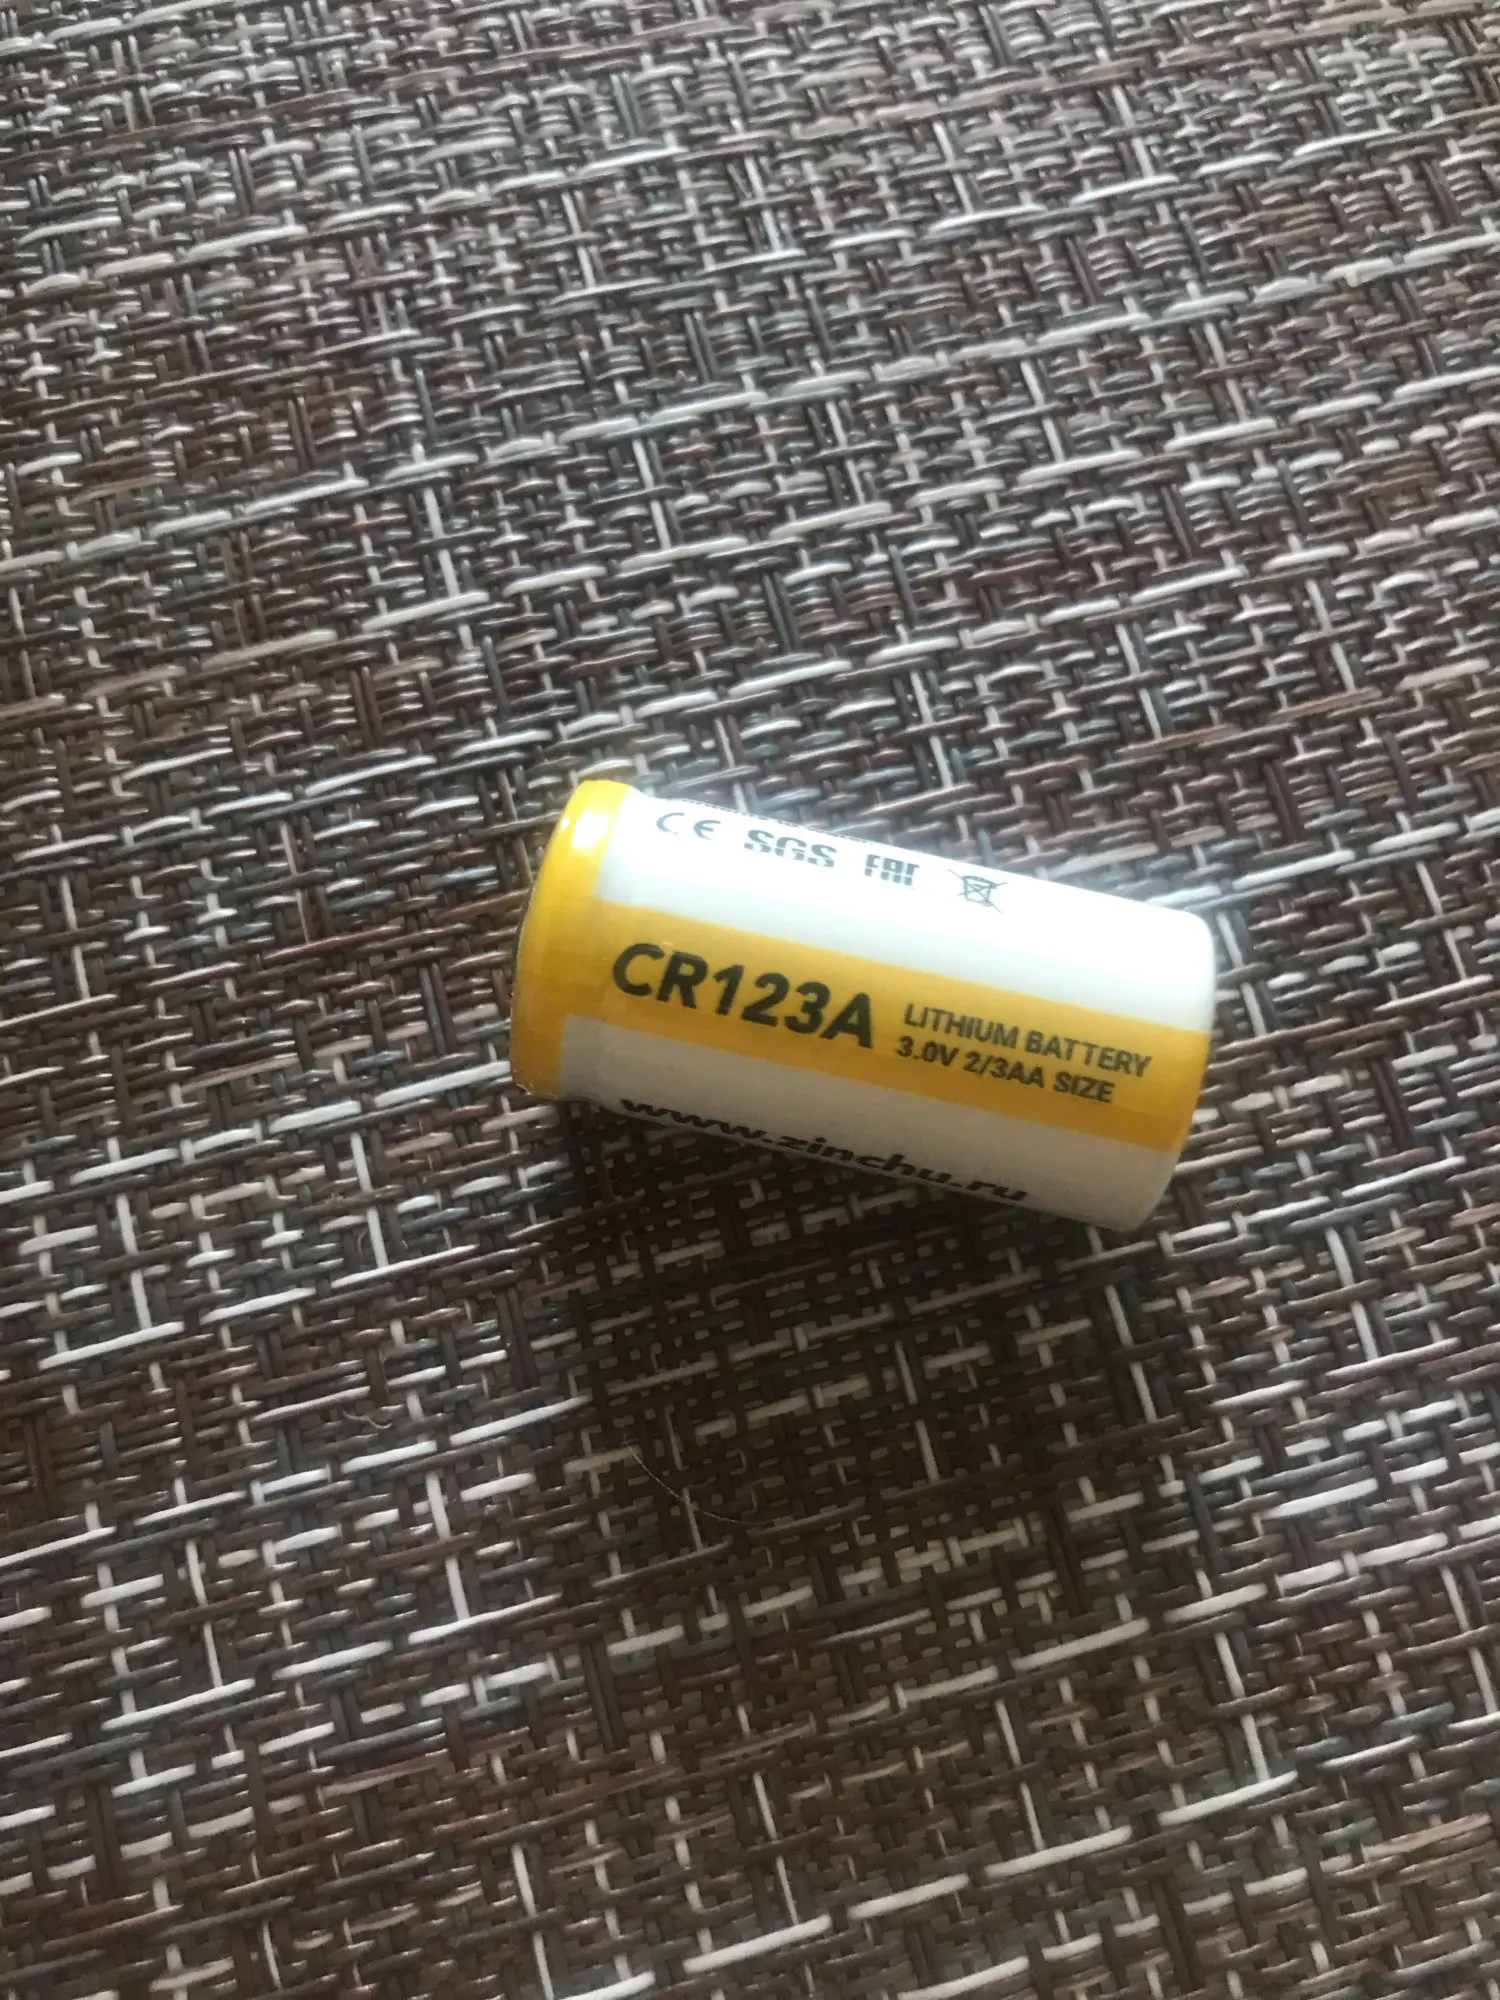 CE SGS EAC
CR123A
LITHIUM BATTERY
3.0V 2/3AA SIZE
www.zinchu.ru